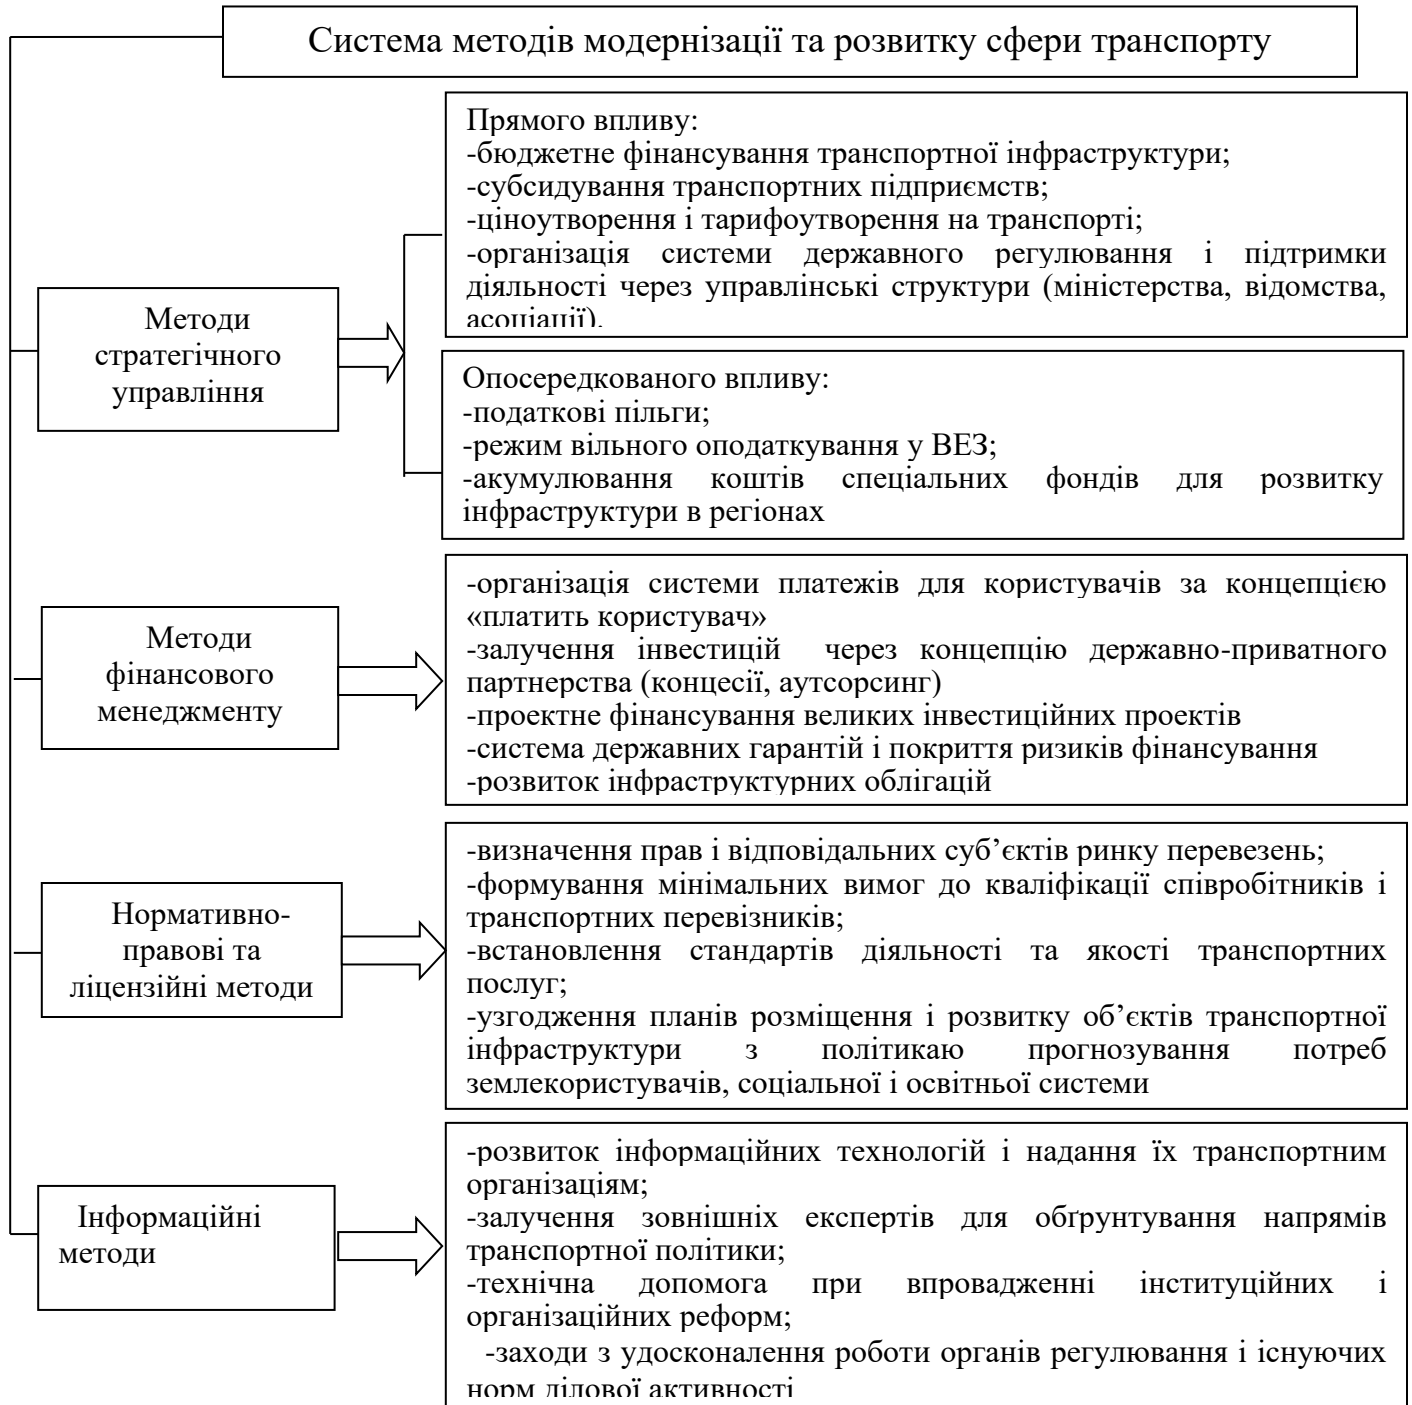 Система методів модернізації та розвитку сфери транспорту
Прямого впливу:
-бюджетне фінансування транспортної інфраструктури;
-субсидування транспортних підприємств;
-ціноутворення і тарифоутворення на транспорті;
-організація системи державного регулювання і підтримки
діяльності через управлінські структури (міністерства, відомства,
асоціації).
Методи
стратегічного
управління
Опосередкованого впливу:
-податкові пільги;
-режим вільного оподаткування у ВЕЗ;
-акумулювання коштів спеціальних фондів для розвитку
інфраструктури в регіонах
Методи
фінансового
менеджменту
-організація системи платежів для користувачів за концепцією
«платить користувач»
-залучення інвестицій через концепцію державно-приватного
партнерства (концесії, аутсорсинг)
-проектне фінансування великих інвестиційних проектів
-система державних гарантій і покриття ризиків фінансування
-розвиток інфраструктурних облігацій
Нормативно-
правові та
ліцензійні методи
-визначення прав і відповідальних суб’єктів ринку перевезень;
-формування мінімальних вимог до кваліфікації співробітників і
транспортних перевізників;
-встановлення стандартів діяльності та якості транспортних
послуг;
-узгодження планів розміщення і розвитку об’єктів транспортної
інфраструктури з політикаю прогнозування потреб
землекористувачів, соціальної і освітньої системи
Інформаційні
методи
-розвиток інформаційних технологій і надання їх транспортним
організаціям;
-залучення зовнішніх експертів для обґрунтування напрямів
транспортної політики;
-технічна допомога при впровадженні інституційних і
організаційних реформ;
-заходи з удосконалення роботи органів регулювання і існуючих
норм ділової активності